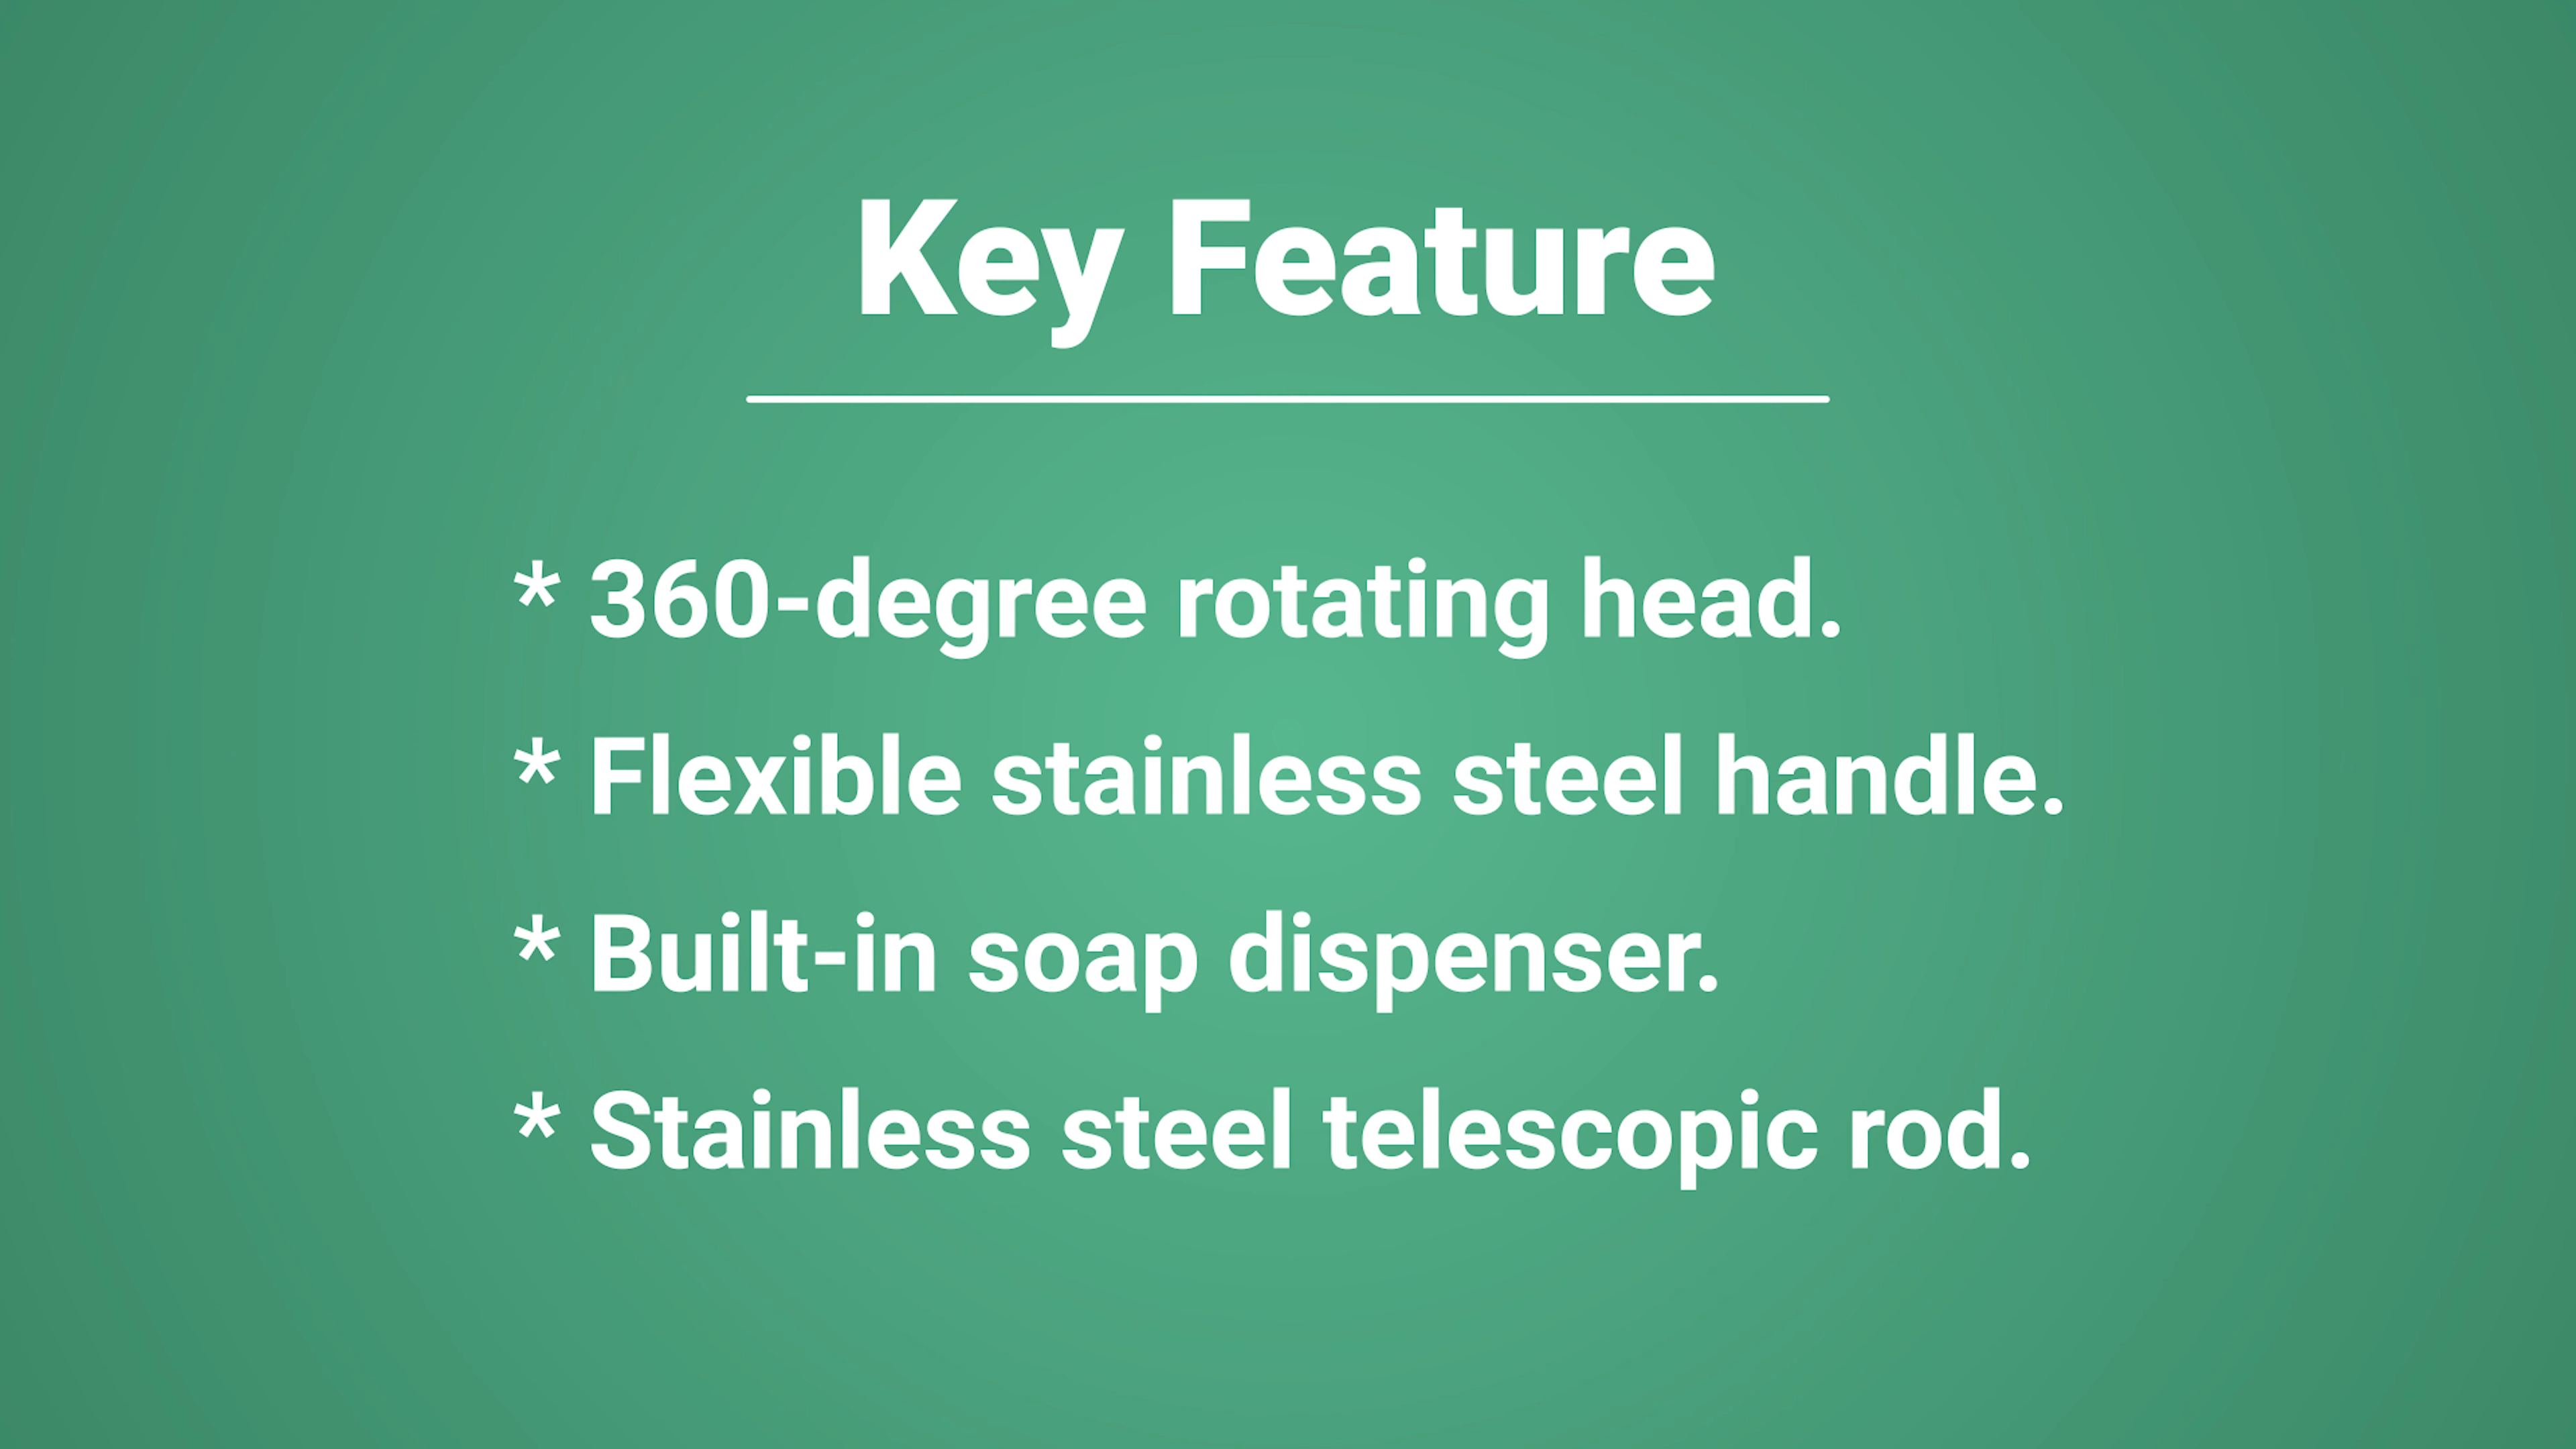 Key Feature
* 360-degree rotating head.
* Flexible stainless steel handle.
* Built-in soap dispenser.
* Stainless steel telescopic rod.